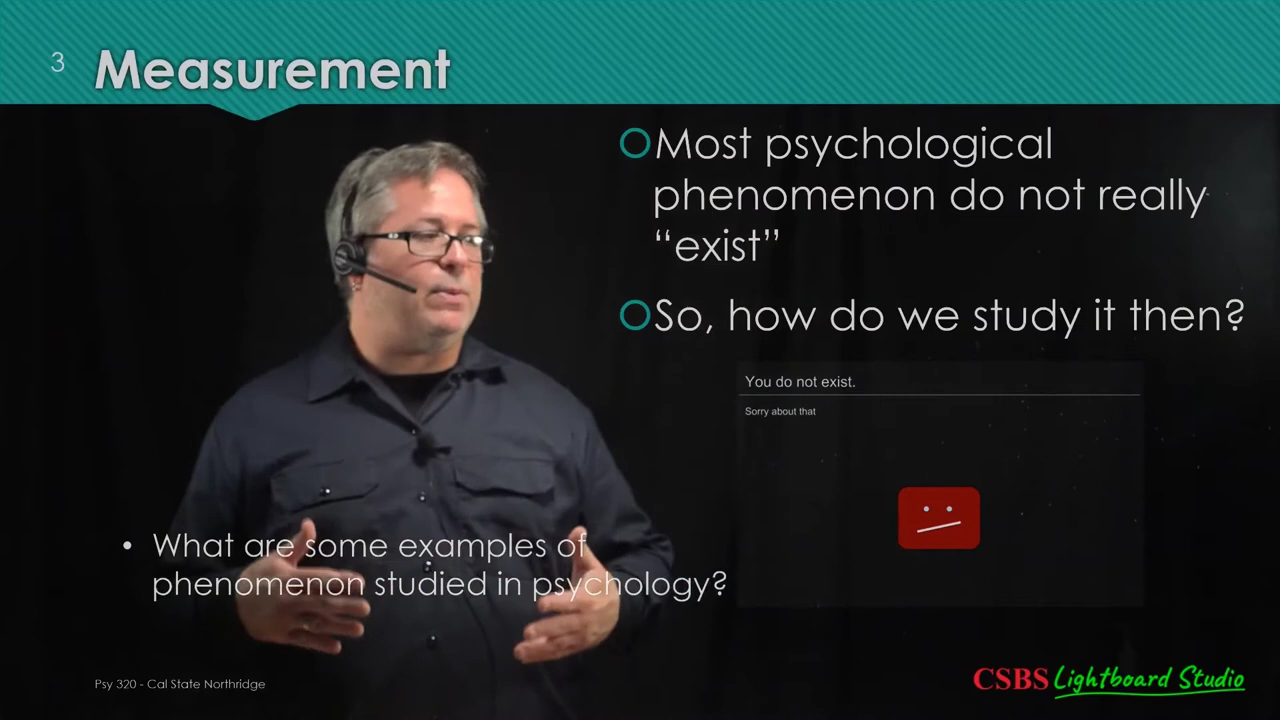 3
Measurement
Most psychological
phenomenon do not really
“exist”
So, how do we study it then?
You do not exist.
Sorry about that
• What are some examples of
phenomenon studied in psychology?
Psy 320 - Cal State Northridge
CSBS Lightboard Studio